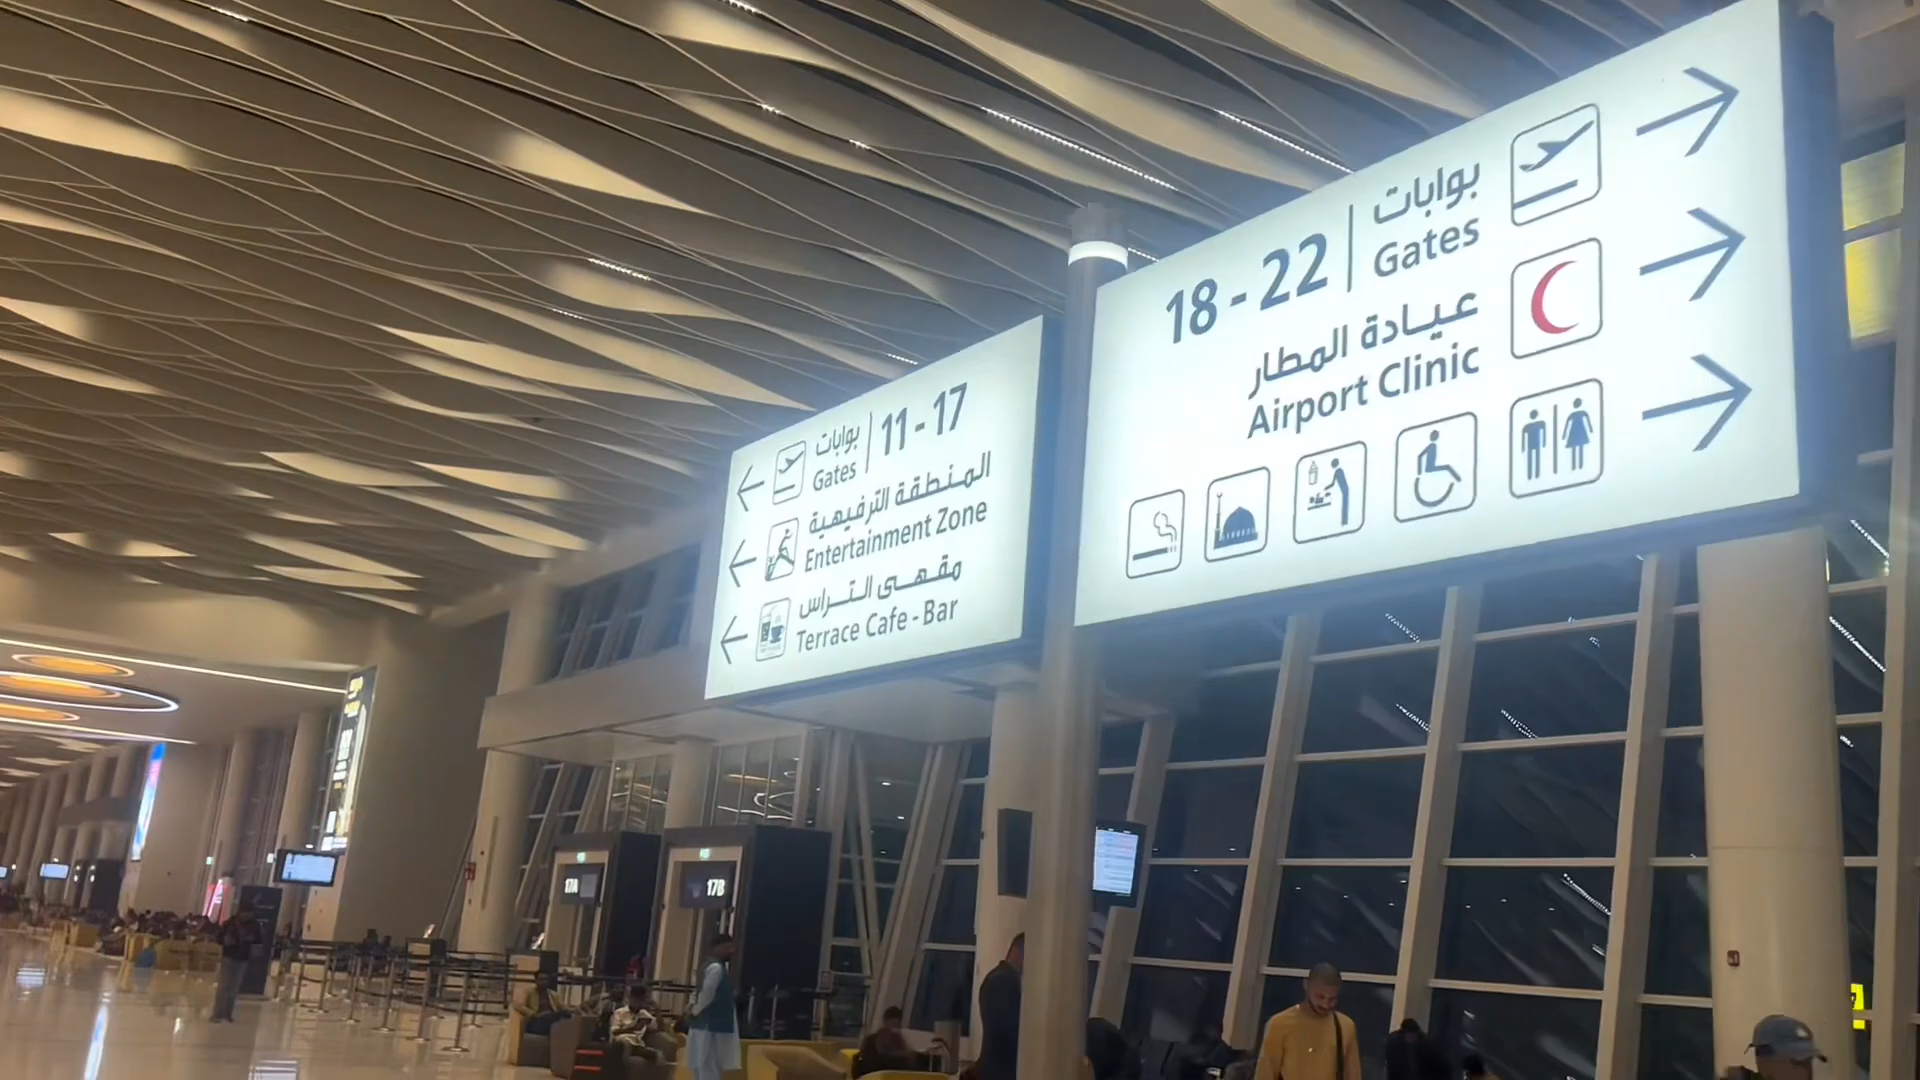 بوابات
Gates
11 - 17
المنطقة الترفيهية
Entertainment Zone
مقهى التراس
Terrace Cafe - Bar
18 - 22
بوابات
Gates
عيادة المطار
Airport Clinic
17A
17B